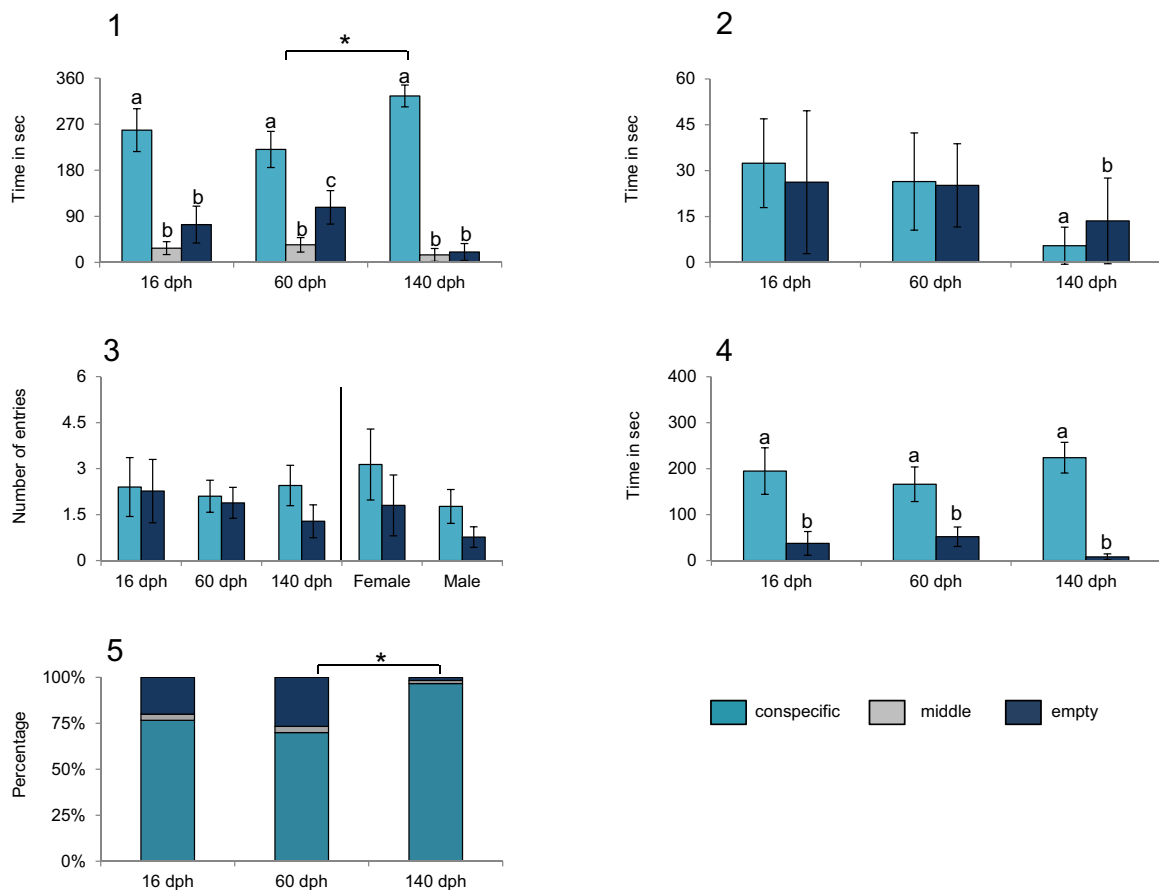 1
*
Time in sec
360
270
180
90
0
a
b
b
a
b
c
a
b
b
16 dph
60 dph
140 dph
2
Time in sec
60
45
30
15
0
a
b
16 dph
60 dph
140 dph
3
Number of entries
6
4.5
3
1.5
0
16 dph
60 dph
140 dph
Female
Male
4
Time in sec
400
300
200
100
0
a
b
a
b
a
b
16 dph
60 dph
140 dph
5
*
Percentage
100%
75%
50%
25%
0%
16 dph
60 dph
140 dph
conspecific
middle
empty